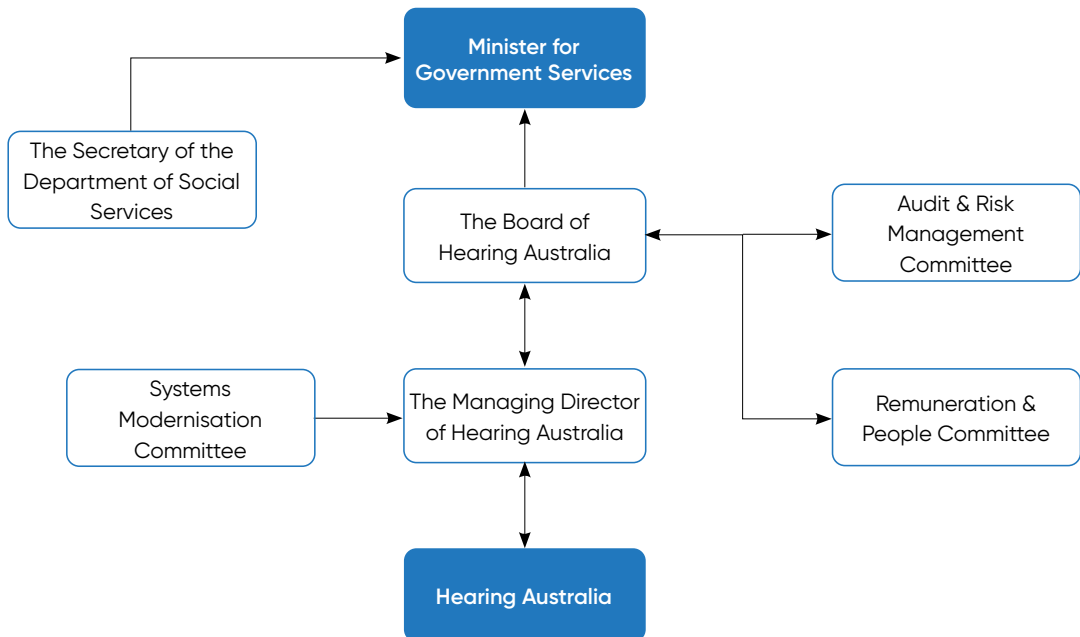 Minister for
Government Services
The Secretary of the
Department of Social
Services
The Board of
Hearing Australia
Audit & Risk
Management
Committee
Systems
Modernisation
Committee
The Managing Director
of Hearing Australia
Remuneration &
People Committee
Hearing Australia